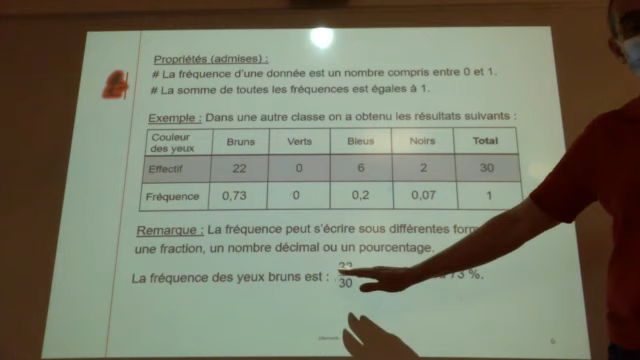 Propriétés (admises) :
# La fréquence d'une donnée est un nombre compris entre 0 et 1.
# La somme de toutes les fréquences est égales à 1.
Exemple : Dans une autre classe on a obtenu les résultats suivants :
Couleur des yeux Bruns Verts Bleus Noirs Total
Effectif 22 0 6 2 30
Fréquence 0,73 0 0,2 0,07 1
Remarque : La fréquence peut s'écrire sous différentes
une fraction, un nombre décimal ou un pourcentage.
La fréquence des yeux bruns est : 22/30 73 %.
6